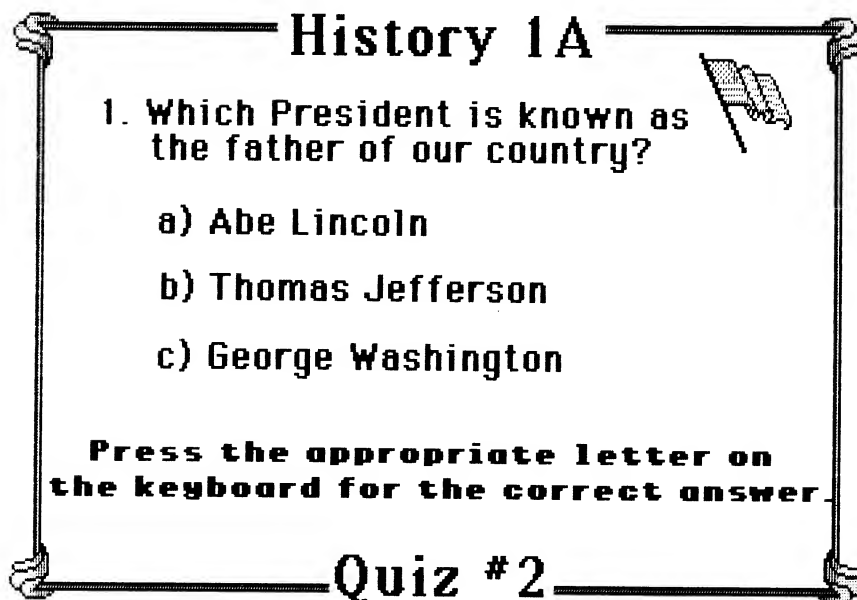 History 1A
1. Which President is known as
the father of our country?
a) Abe Lincoln
b) Thomas Jefferson
c) George Washington
Press the appropriate letter on
the keyboard for the correct answer.
Quiz #2